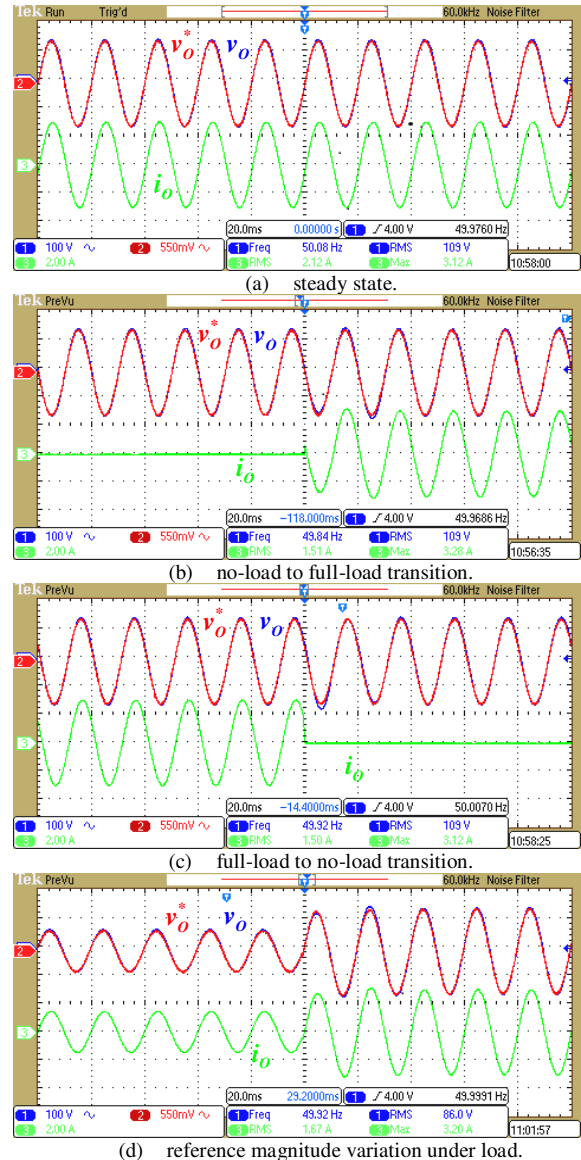 Tek Run Trig'd 60.0kHz Noise Filter
v_O* v_O
2
3
i_O
20.0ms 0.00000 s 1 4.00 V 49.9760 Hz
1 100 V 2 550mV 1 Freq 50.08 Hz 1 RMS 109 V
3 2.00 A 3 RMS 2.12 A 3 Max 3.12 A 10:58:00
(a) steady state.
Tek PreVu 60.0kHz Noise Filter
v_O* v_O
2
3
i_O
20.0ms -118.000ms 1 4.00 V 49.9686 Hz
1 100 V 2 550mV 1 Freq 49.84 Hz 1 RMS 109 V
3 2.00 A 3 RMS 1.51 A 3 Max 3.28 A 10:56:35
(b) no-load to full-load transition.
Tek PreVu 60.0kHz Noise Filter
v_O* v_O
2
3
i_O
20.0ms -14.4000ms 1 4.00 V 50.0070 Hz
1 100 V 2 550mV 1 Freq 49.92 Hz 1 RMS 109 V
3 2.00 A 3 RMS 1.50 A 3 Max 3.12 A 10:58:25
(c) full-load to no-load transition.
Tek PreVu 60.0kHz Noise Filter
v_O* v_O
2
3
i_O
20.0ms 29.2000ms 1 4.00 V 49.9991 Hz
1 100 V 2 550mV 1 Freq 49.92 Hz 1 RMS 86.0 V
3 2.00 A 3 RMS 1.67 A 3 Max 3.20 A 11:01:57
(d) reference magnitude variation under load.